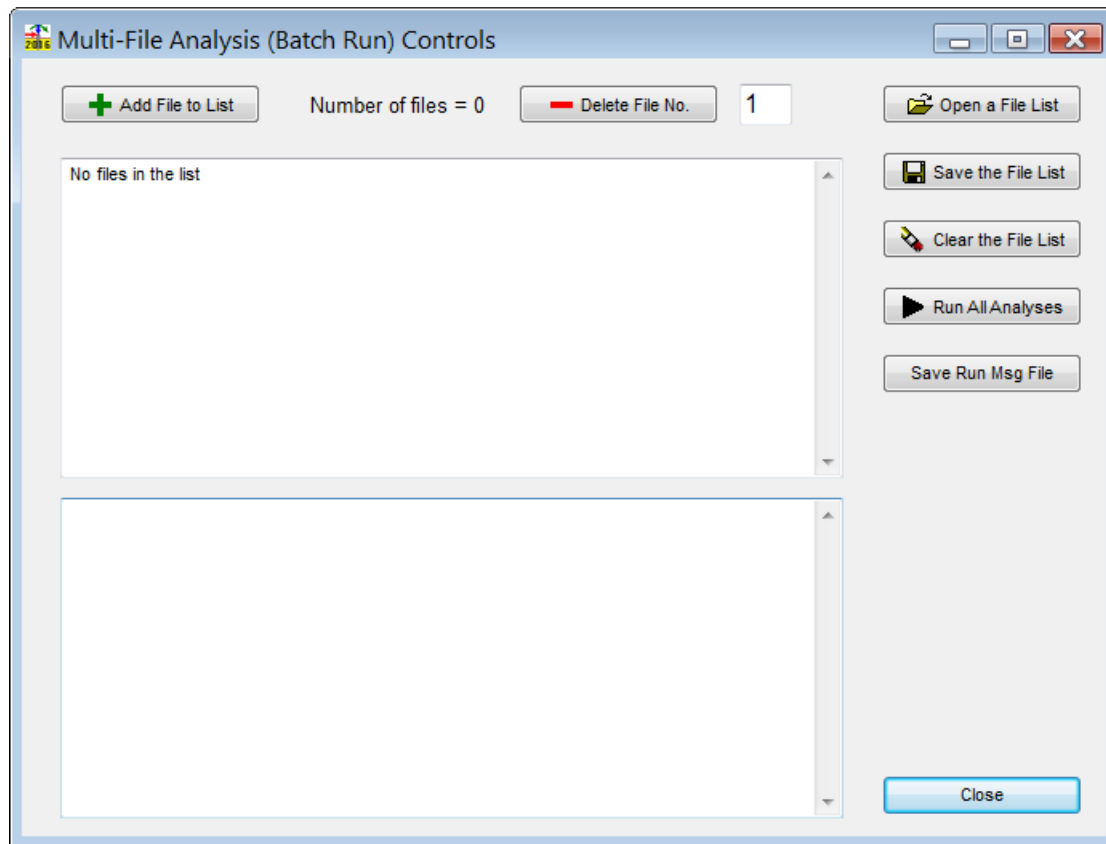 2016 Multi-File Analysis (Batch Run) Controls
Add File to List Number of files = 0 Delete File No. 1 Open a File List
No files in the list
Save the File List
Clear the File List
Run All Analyses
Save Run Msg File
Close